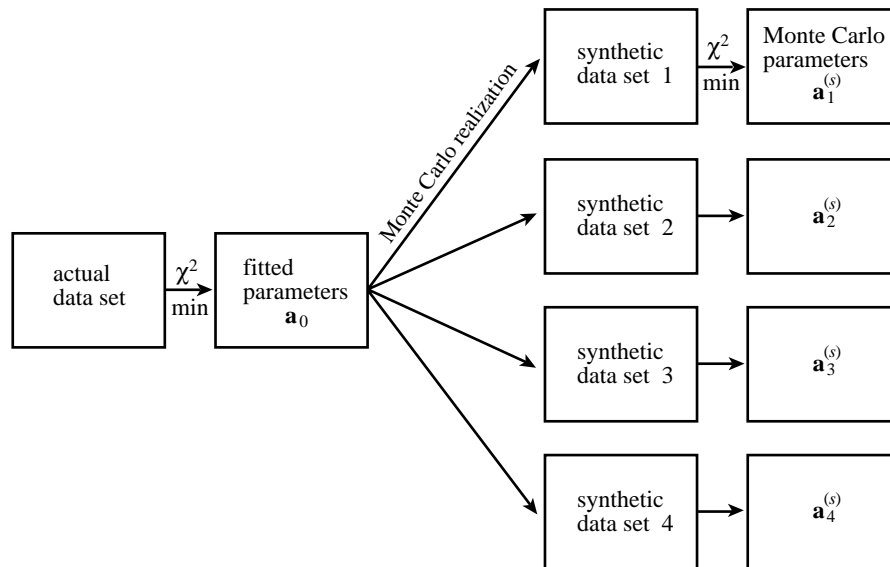 actual
data set
χ²
min
fitted
parameters
a₀
Monte Carlo realization
synthetic
data set 1
χ²
min
Monte Carlo
parameters
a₁⁽ˢ⁾
synthetic
data set 2
a₂⁽ˢ⁾
synthetic
data set 3
a₃⁽ˢ⁾
synthetic
data set 4
a₄⁽ˢ⁾